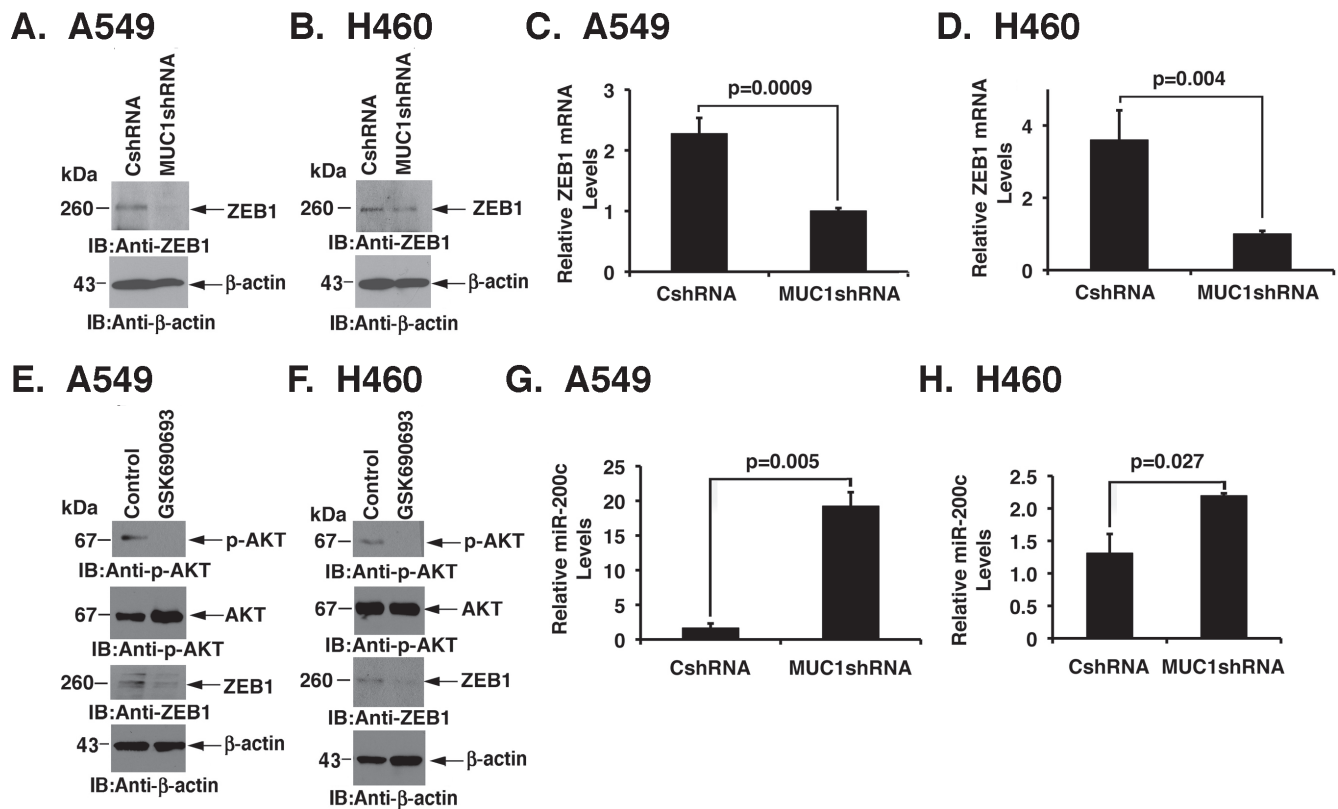 A. A549
CshRNA
MUC1shRNA
kDa
260
ZEB1
IB:Anti-ZEB1
43
β-actin
IB:Anti-β-actin
B. H460
CshRNA
MUC1shRNA
kDa
260
ZEB1
IB:Anti-ZEB1
43
β-actin
IB:Anti-β-actin
C. A549
Relative ZEB1 mRNA
Levels
3
2
1
0
p=0.0009
CshRNA
MUC1shRNA
D. H460
Relative ZEB1 mRNA
Levels
4
2
0
p=0.004
CshRNA
MUC1shRNA
E. A549
Control
GSK690693
kDa
67
p-AKT
IB:Anti-p-AKT
67
AKT
IB:Anti-p-AKT
260
ZEB1
IB:Anti-ZEB1
43
β-actin
IB:Anti-β-actin
F. H460
Control
GSK690693
kDa
67
p-AKT
IB:Anti-p-AKT
67
AKT
IB:Anti-p-AKT
260
ZEB1
IB:Anti-ZEB1
43
β-actin
IB:Anti-β-actin
G. A549
Relative miR-200c
Levels
25
20
15
10
5
0
p=0.005
CshRNA
MUC1shRNA
H. H460
Relative miR-200c
Levels
2.5
2.0
1.5
1.0
0.5
0
p=0.027
CshRNA
MUC1shRNA